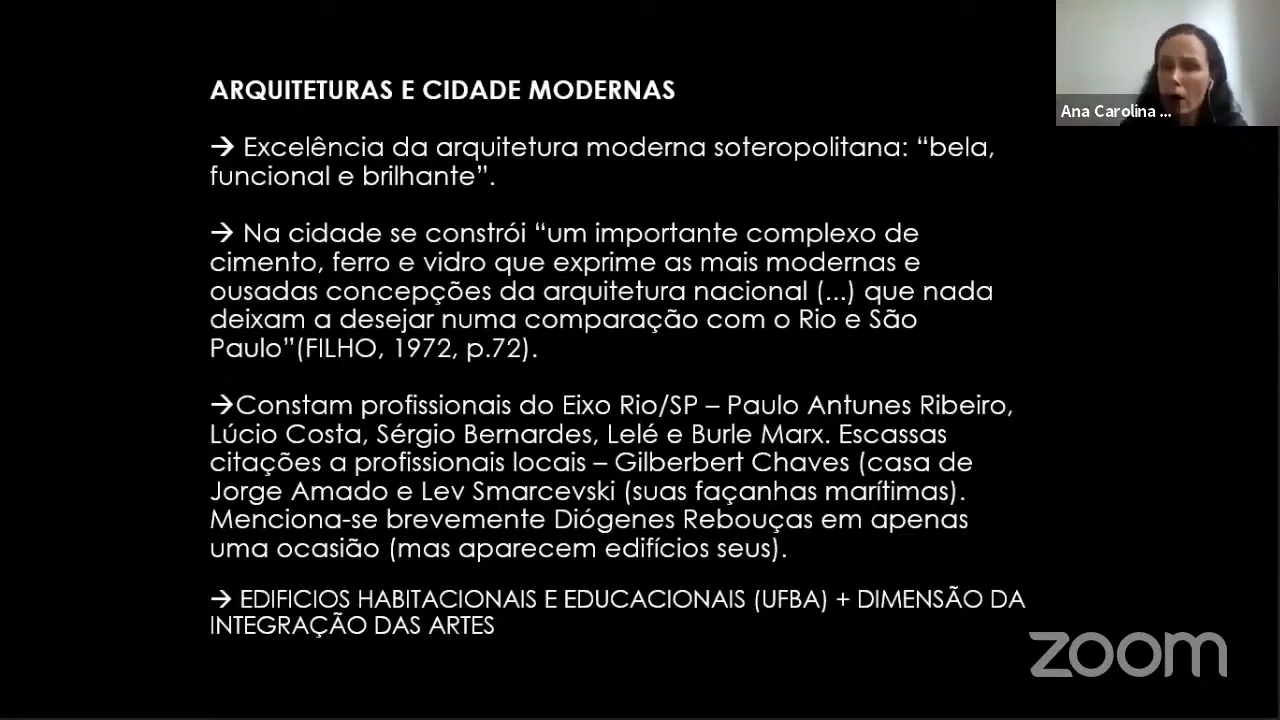 ARQUITETURAS E CIDADE MODERNAS
→ Excelência da arquitetura moderna soteropolitana: “bela,
funcional e brilhante”.
→ Na cidade se constrói “um importante complexo de
cimento, ferro e vidro que exprime as mais modernas e
ousadas concepções da arquitetura nacional (...) que nada
deixam a desejar numa comparação com o Rio e São
Paulo”(FILHO, 1972, p.72).
→Constam profissionais do Eixo Rio/SP – Paulo Antunes Ribeiro,
Lúcio Costa, Sérgio Bernardes, Lelé e Burle Marx. Escassas
citações a profissionais locais – Gilberbert Chaves (casa de
Jorge Amado e Lev Smarcevski (suas façanhas marítimas).
Menciona-se brevemente Diógenes Rebouças em apenas
uma ocasião (mas aparecem edifícios seus).
→ EDIFICIOS HABITACIONAIS E EDUCACIONAIS (UFBA) + DIMENSÃO DA
INTEGRAÇÃO DAS ARTES
Ana Carolina ...
zoom